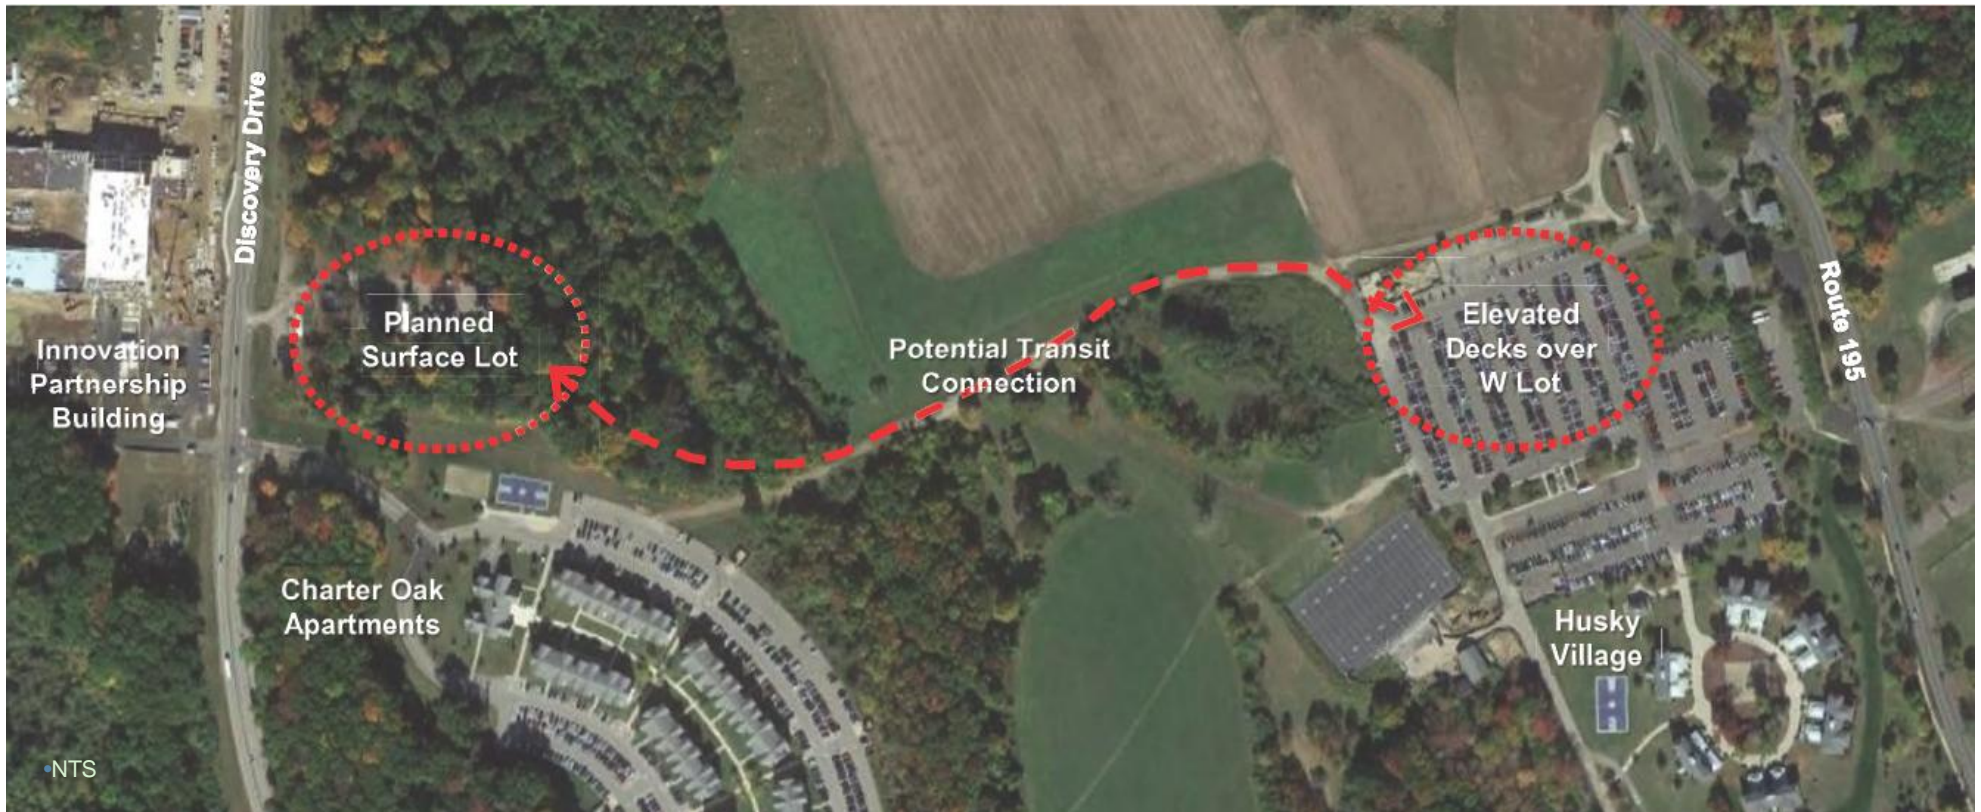 Discovery Drive
Planned
Surface Lot
Innovation
Partnership
Building
Potential Transit
Connection
Elevated
Decks over
W Lot
Route 195
Charter Oak
Apartments
Husky
Village
•NTS